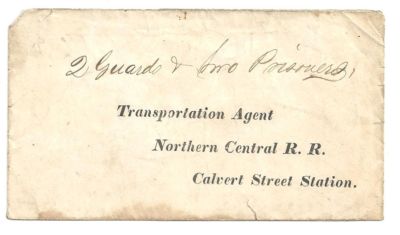 2 Guards & two Prisoners,
Transportation Agent
Northern Central R. R.
Calvert Street Station.